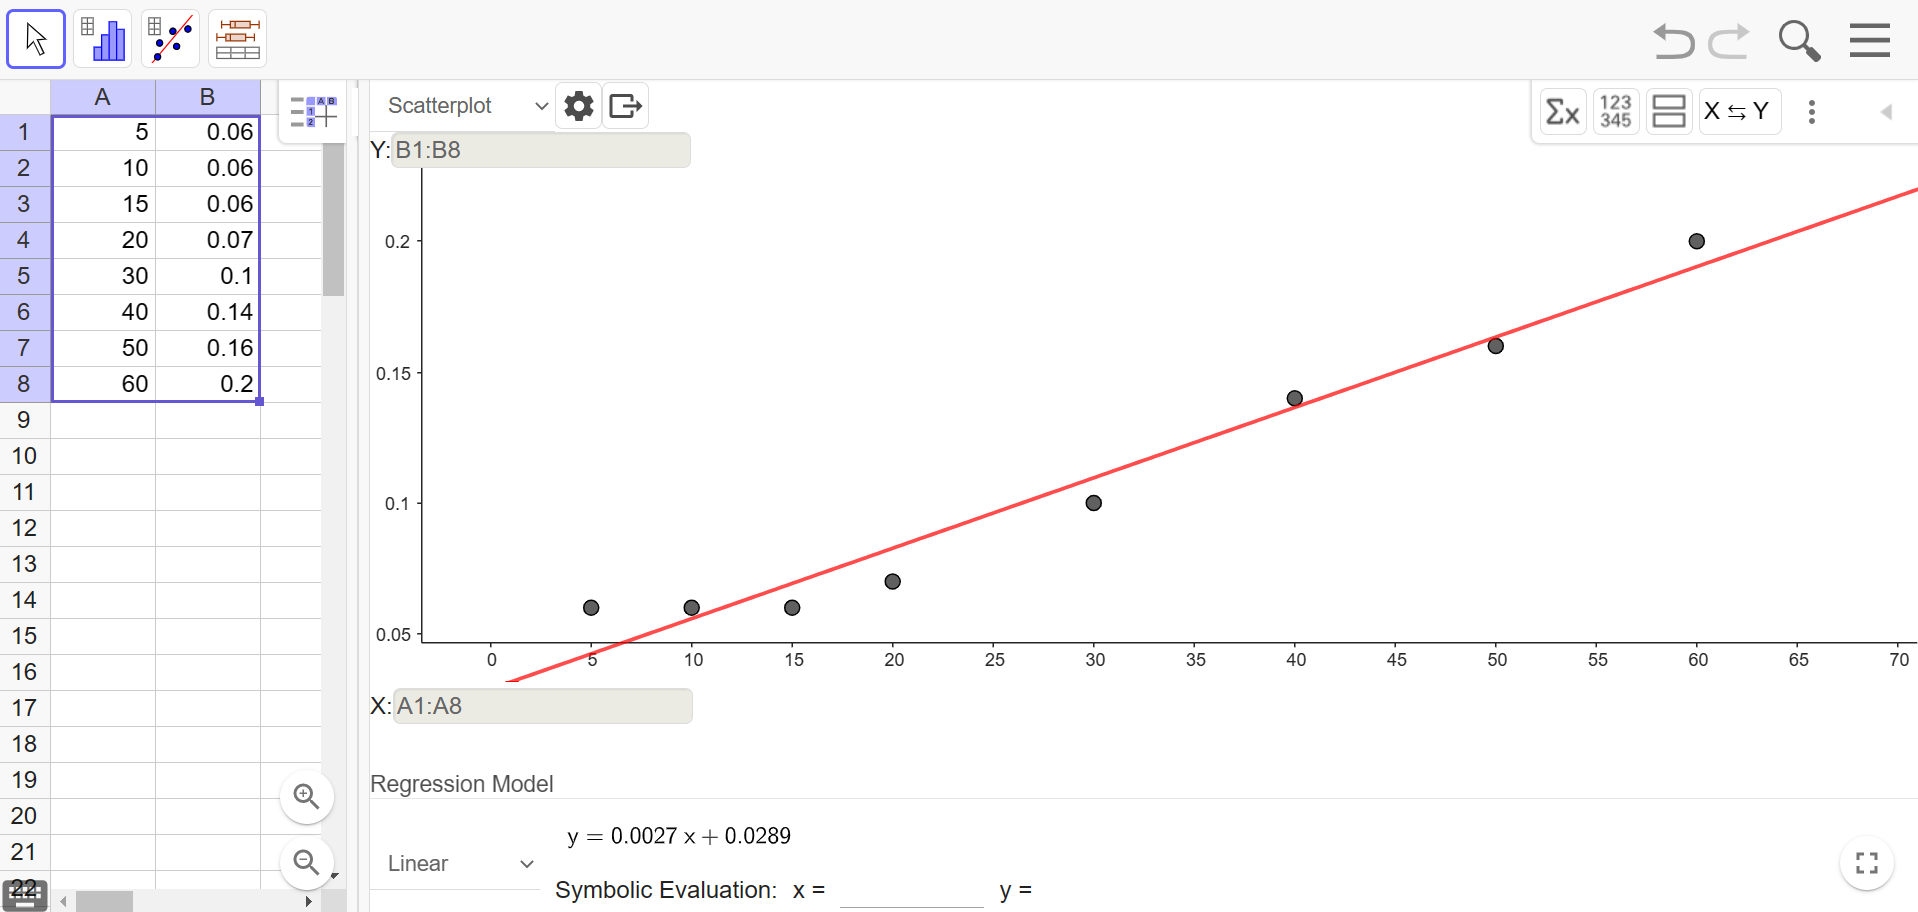 A B
1 5 0.06
2 10 0.06
3 15 0.06
4 20 0.07
5 30 0.1
6 40 0.14
7 50 0.16
8 60 0.2
9
10
11
12
13
14
15
16
17
18
19
20
21
22
Scatterplot
Σx
123
345
X ⇆ Y
Y: B1:B8
0.2
0.15
0.1
0.05
0 5 10 15 20 25 30 35 40 45 50 55 60 65 70
X: A1:A8
Regression Model
y = 0.0027 x + 0.0289
Linear
Symbolic Evaluation: x = y =